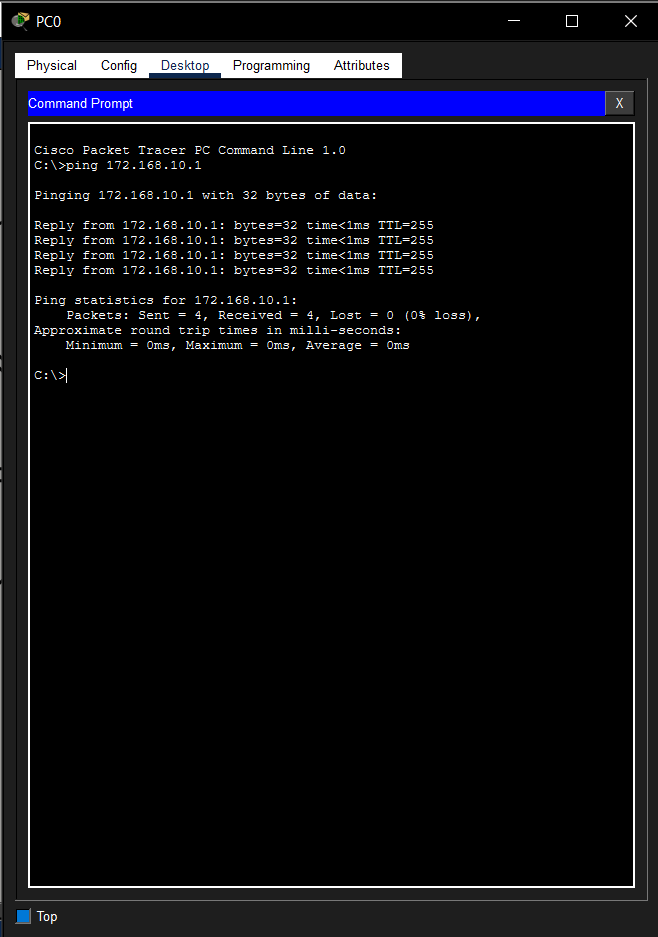 PC0
Physical Config Desktop Programming Attributes
Command Prompt X
Cisco Packet Tracer PC Command Line 1.0
C:\>ping 172.168.10.1
Pinging 172.168.10.1 with 32 bytes of data:
Reply from 172.168.10.1: bytes=32 time<1ms TTL=255
Reply from 172.168.10.1: bytes=32 time<1ms TTL=255
Reply from 172.168.10.1: bytes=32 time<1ms TTL=255
Reply from 172.168.10.1: bytes=32 time<1ms TTL=255
Ping statistics for 172.168.10.1:
    Packets: Sent = 4, Received = 4, Lost = 0 (0% loss),
Approximate round trip times in milli-seconds:
    Minimum = 0ms, Maximum = 0ms, Average = 0ms
C:\>
Top